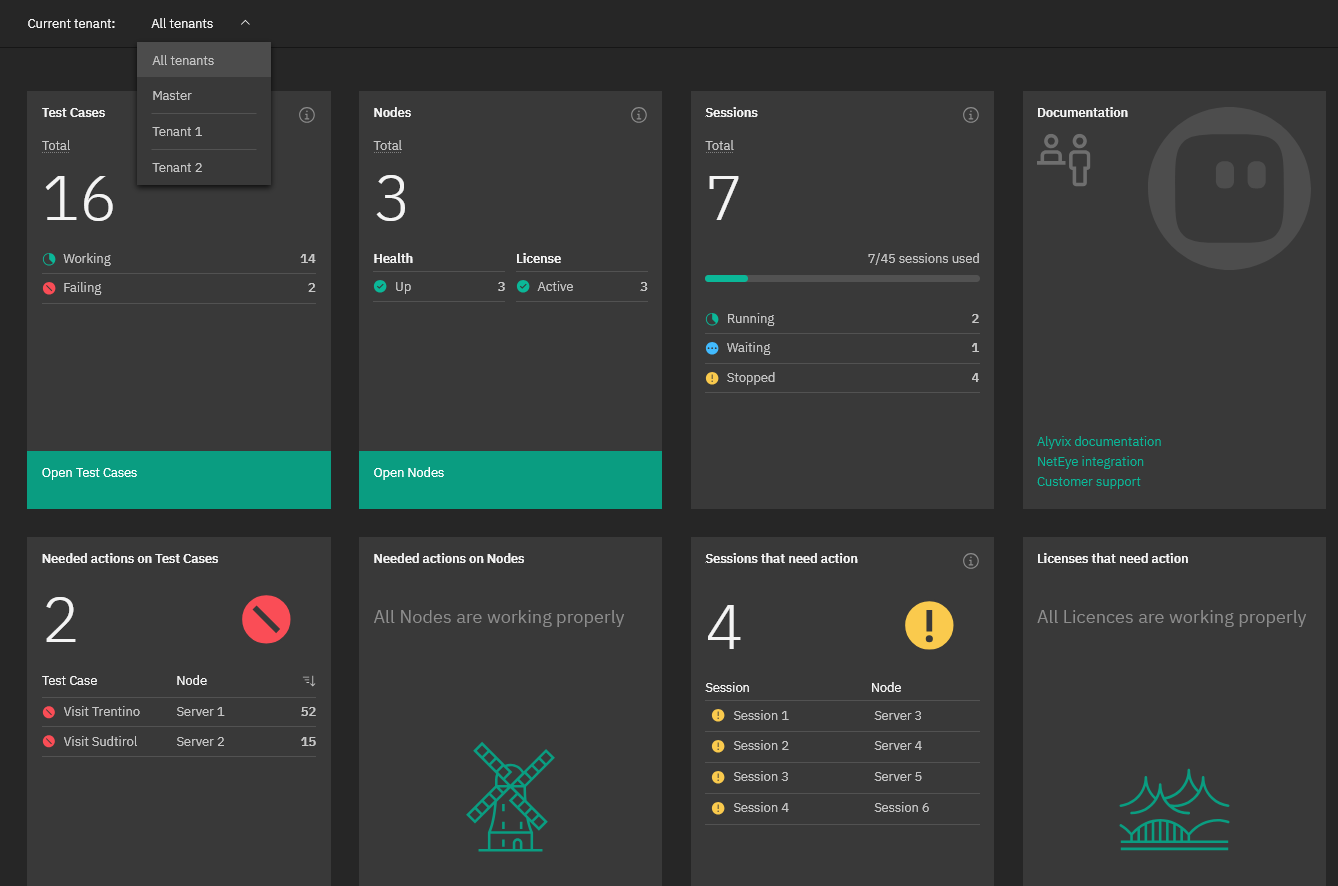 Current tenant: All tenants
All tenants
Master
Tenant 1
Tenant 2
Test Cases
Total
16
Working 14
Failing 2
Open Test Cases
Nodes
Total
3
Health License
Up 3 Active 3
Open Nodes
Sessions
Total
7
7/45 sessions used
Running 2
Waiting 1
Stopped 4
Documentation
Alyvix documentation
NetEye integration
Customer support
Needed actions on Test Cases
2
Test Case Node
Visit Trentino Server 1 52
Visit Sudtirol Server 2 15
Needed actions on Nodes
All Nodes are working properly
Sessions that need action
4
Session Node
Session 1 Server 3
Session 2 Server 4
Session 3 Server 5
Session 4 Session 6
Licenses that need action
All Licences are working properly